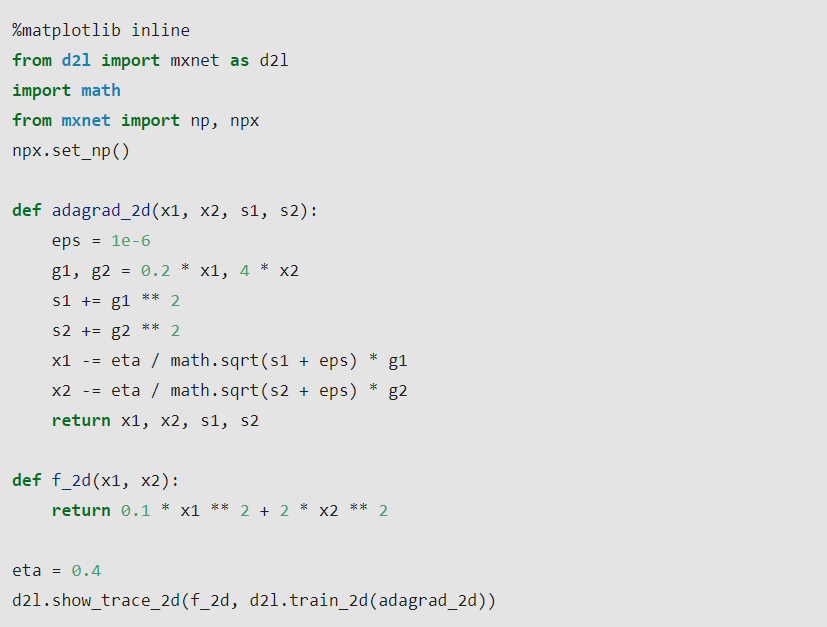 %matplotlib inline
from d2l import mxnet as d2l
import math
from mxnet import np, npx
npx.set_np()

def adagrad_2d(x1, x2, s1, s2):
    eps = 1e-6
    g1, g2 = 0.2 * x1, 4 * x2
    s1 += g1 ** 2
    s2 += g2 ** 2
    x1 -= eta / math.sqrt(s1 + eps) * g1
    x2 -= eta / math.sqrt(s2 + eps) * g2
    return x1, x2, s1, s2

def f_2d(x1, x2):
    return 0.1 * x1 ** 2 + 2 * x2 ** 2

eta = 0.4
d2l.show_trace_2d(f_2d, d2l.train_2d(adagrad_2d))